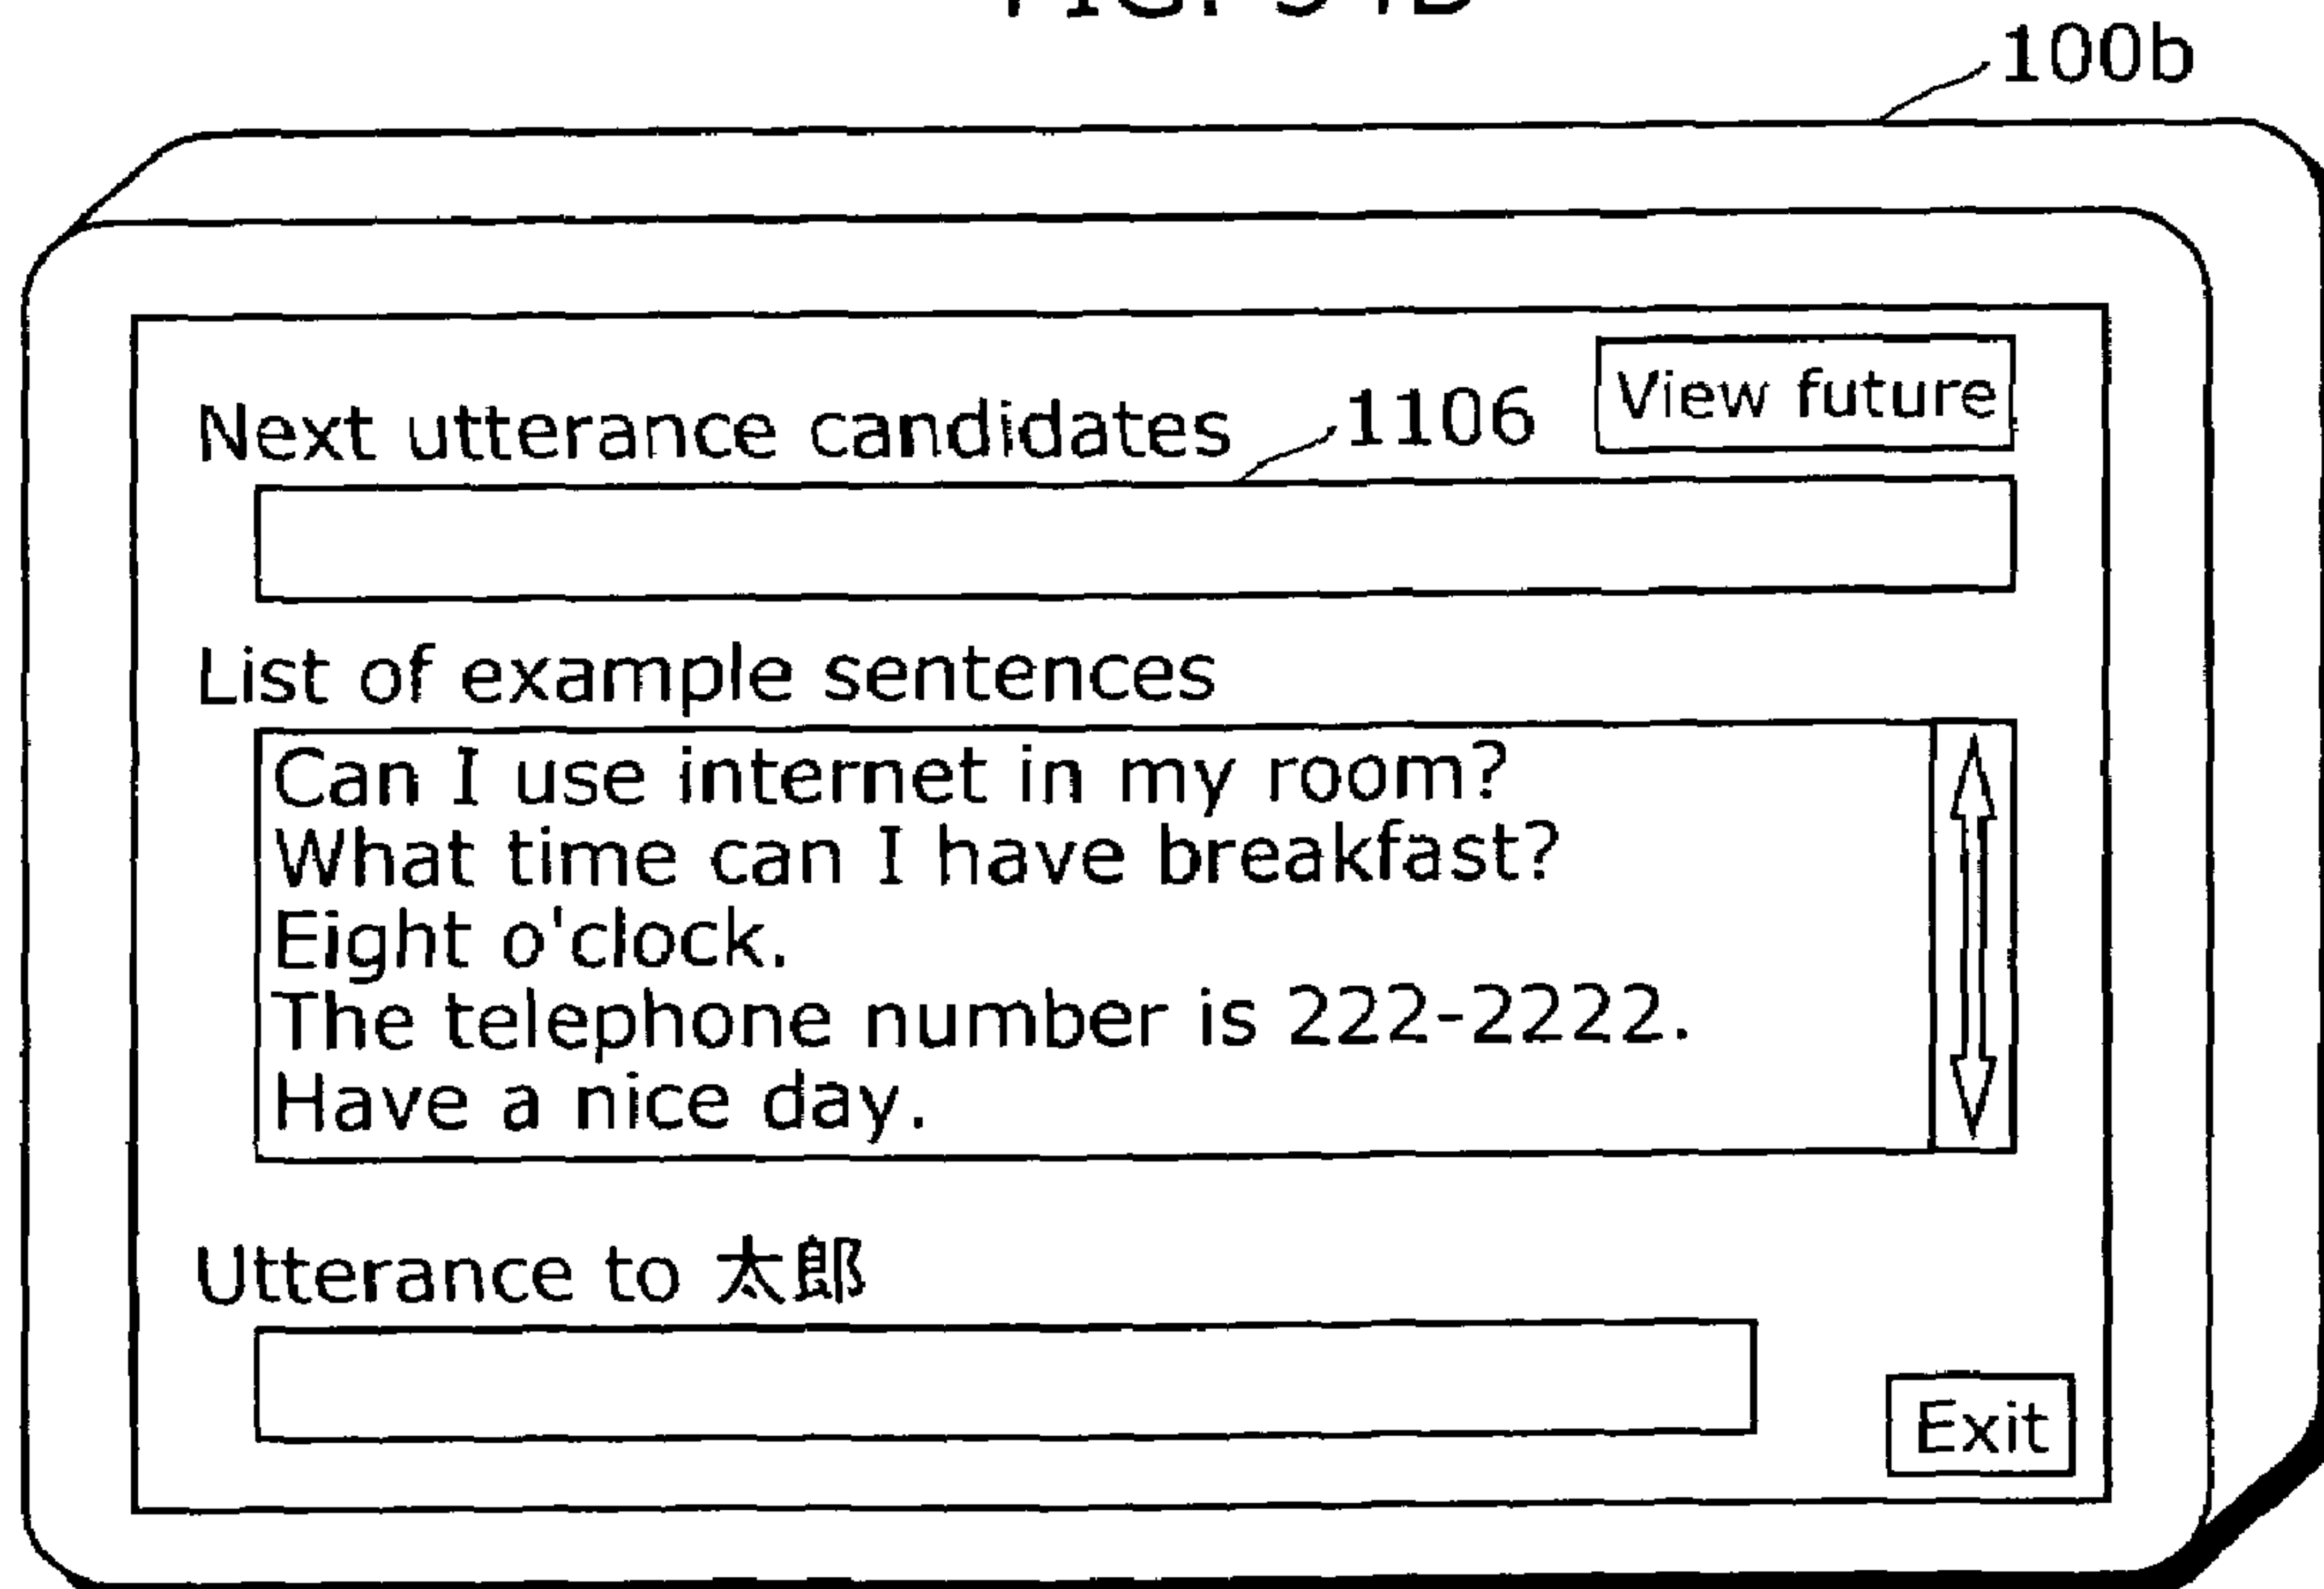 100b
View future
Next utterance candidates 1106
List of example sentences
Can I use internet in my room?
What time can I have breakfast?
Eight o'clock.
The telephone number is 222-2222.
Have a nice day.
Utterance to 太郎
Exit